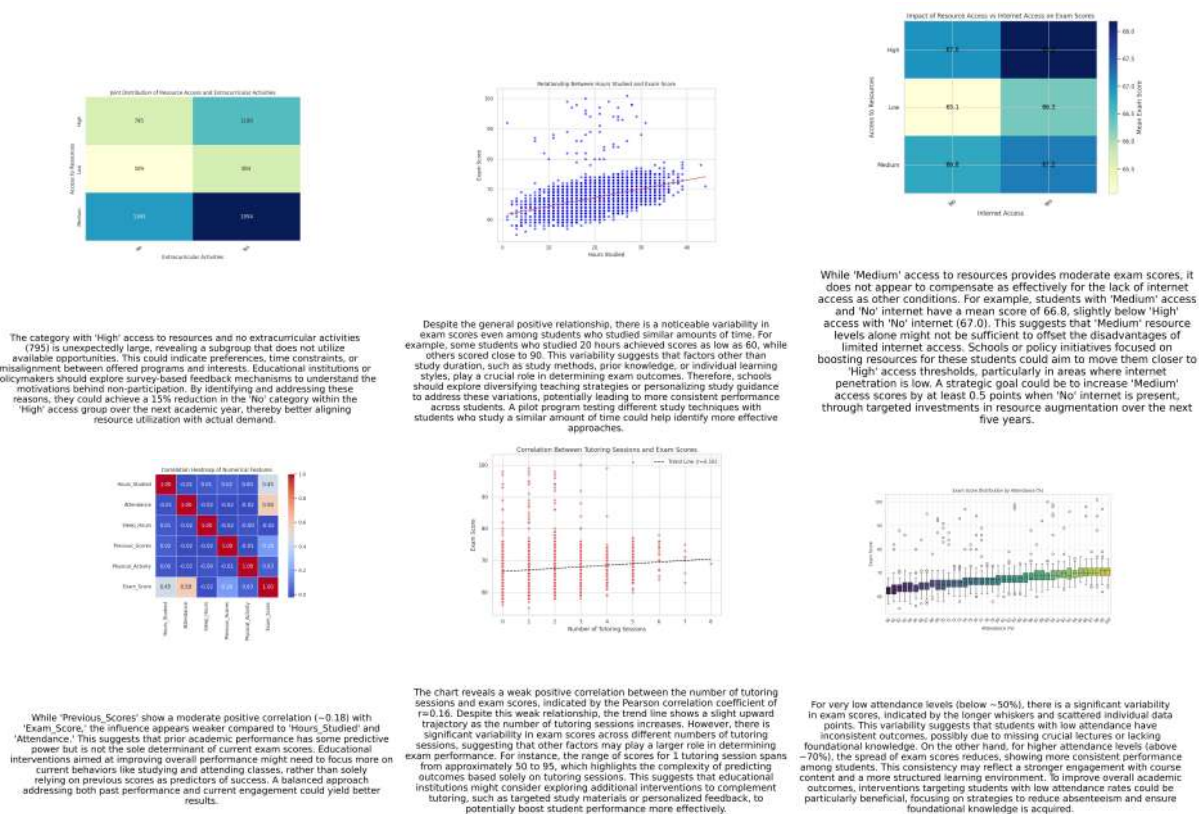 Impact of Resource Access vs Internet Access on Exam Scores
High
Low
Medium
Access to Resources
65.1
68.0
67.5
67.0
66.5
66.0
65.5
Mean Exam Score
Internet Access
Joint Distribution of Resource Access and Extracurricular Activities
High
Low
Medium
Access to Resources
1180
Extracurricular Activities
Relationship Between Hours Studied and Exam Score
Exam Score
100
90
80
70
60
0
10
20
30
40
Hours Studied
The category with 'High' access to resources and no extracurricular activities
(795) is unexpectedly large, revealing a subgroup that does not utilize
available opportunities. This could indicate preferences, time constraints, or
misalignment between offered programs and interests. Educational institutions or
olicymakers should explore survey-based feedback mechanisms to understand the
motivations behind non-participation. By identifying and addressing these
reasons, they could achieve a 15% reduction in the 'No' category within the
'High' access group over the next academic year, thereby better aligning
resource utilization with actual demand.
Despite the general positive relationship, there is a noticeable variability in
exam scores even among students who studied similar amounts of time. For
example, some students who studied 20 hours achieved scores as low as 60, while
others scored close to 90. This variability suggests that factors other than
study duration, such as study methods, prior knowledge, or individual learning
styles, play a crucial role in determining exam outcomes. Therefore, schools
should explore diversifying teaching strategies or personalizing study guidance
to address these variations, potentially leading to more consistent performance
across students. A pilot program testing different study techniques with
students who study a similar amount of time could help identify more effective
approaches.
While 'Medium' access to resources provides moderate exam scores, it
does not appear to compensate as effectively for the lack of internet
access as other conditions. For example, students with 'Medium' access
and 'No' internet have a mean score of 66.8, slightly below 'High'
access with 'No' internet (67.0). This suggests that 'Medium' resource
levels alone might not be sufficient to offset the disadvantages of
limited internet access. Schools or policy initiatives focused on
boosting resources for these students could aim to move them closer to
'High' access thresholds, particularly in areas where internet
penetration is low. A strategic goal could be to increase 'Medium'
access scores by at least 0.5 points when 'No' internet is present,
through targeted investments in resource augmentation over the next
five years.
Correlation Heatmap of Numerical Features
Hours_Studied
Attendance
Sleep_Hours
Previous_Scores
Physical_Activity
Exam_Score
Hours_Studied
Attendance
Sleep_Hours
Previous_Scores
Physical_Activity
Exam_Score
Correlation Between Tutoring Sessions and Exam Scores
Exam Score
100
90
80
70
60
Number of Tutoring Sessions
Exam Score Distribution by Attendance (%)
Exam Score
Attendance (%)
While 'Previous_Scores' show a moderate positive correlation (~0.18) with
'Exam_Score,' the influence appears weaker compared to 'Hours_Studied' and
'Attendance.' This suggests that prior academic performance has some predictive
power but is not the sole determinant of current exam scores. Educational
interventions aimed at improving overall performance might need to focus more on
current behaviors like studying and attending classes, rather than solely
relying on previous scores as predictors of success. A balanced approach
addressing both past performance and current engagement could yield better
results.
The chart reveals a weak positive correlation between the number of tutoring
sessions and exam scores, indicated by the Pearson correlation coefficient of
r=0.16. Despite this weak relationship, the trend line shows a slight upward
trajectory as the number of tutoring sessions increases. However, there is
significant variability in exam scores across different numbers of tutoring
sessions, suggesting that other factors may play a larger role in determining
exam performance. For instance, the range of scores for 1 tutoring session spans
from approximately 50 to 95, which highlights the complexity of predicting
outcomes based solely on tutoring sessions. This suggests that educational
institutions might consider exploring additional interventions to complement
tutoring, such as targeted study materials or personalized feedback, to
potentially boost student performance more effectively.
For very low attendance levels (below ~50%), there is a significant variability
in exam scores, indicated by the longer whiskers and scattered individual data
points. This variability suggests that students with low attendance have
inconsistent outcomes, possibly due to missing crucial lectures or lacking
foundational knowledge. On the other hand, for higher attendance levels (above
~70%), the spread of exam scores reduces, showing more consistent performance
among students. This consistency may reflect a stronger engagement with course
content and a more structured learning environment. To improve overall academic
outcomes, interventions targeting students with low attendance rates could be
particularly beneficial, focusing on strategies to reduce absenteeism and ensure
foundational knowledge is acquired.